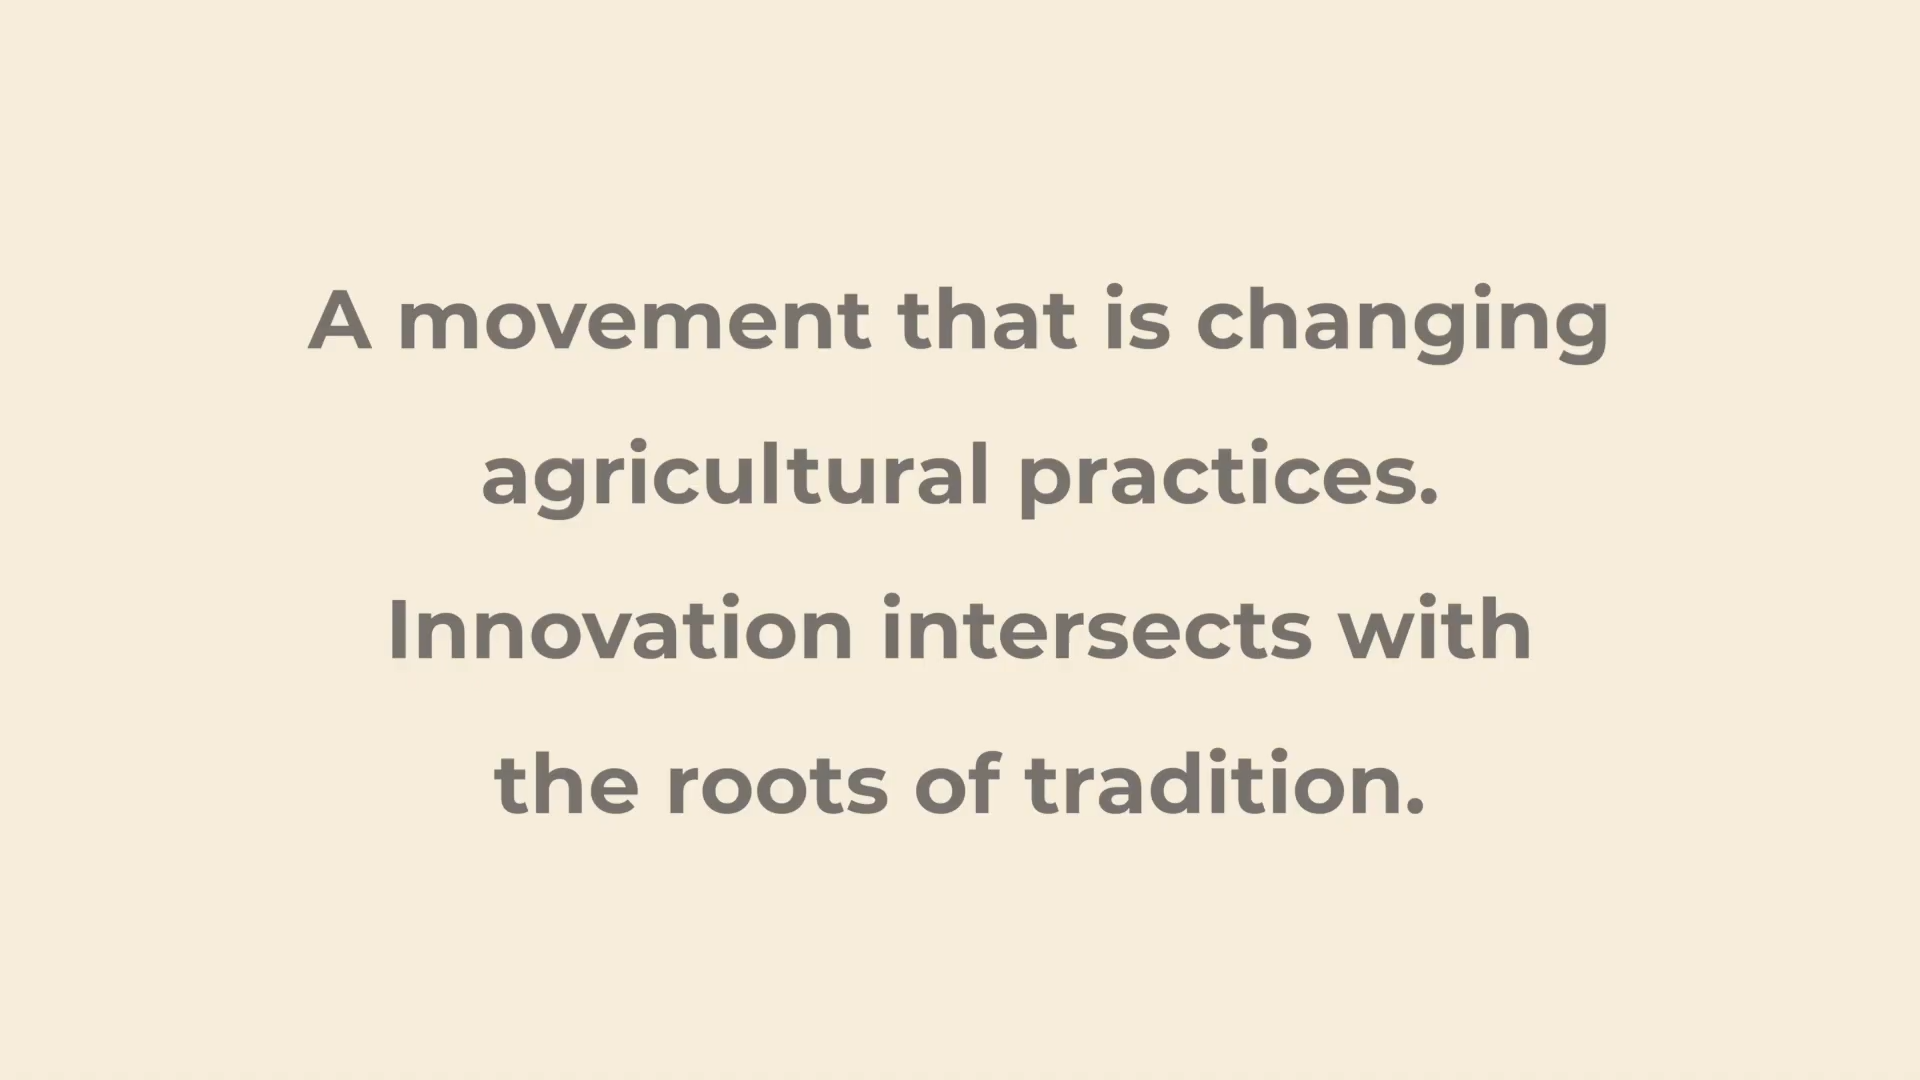 A movement that is changing
agricultural practices.
Innovation intersects with
the roots of tradition.